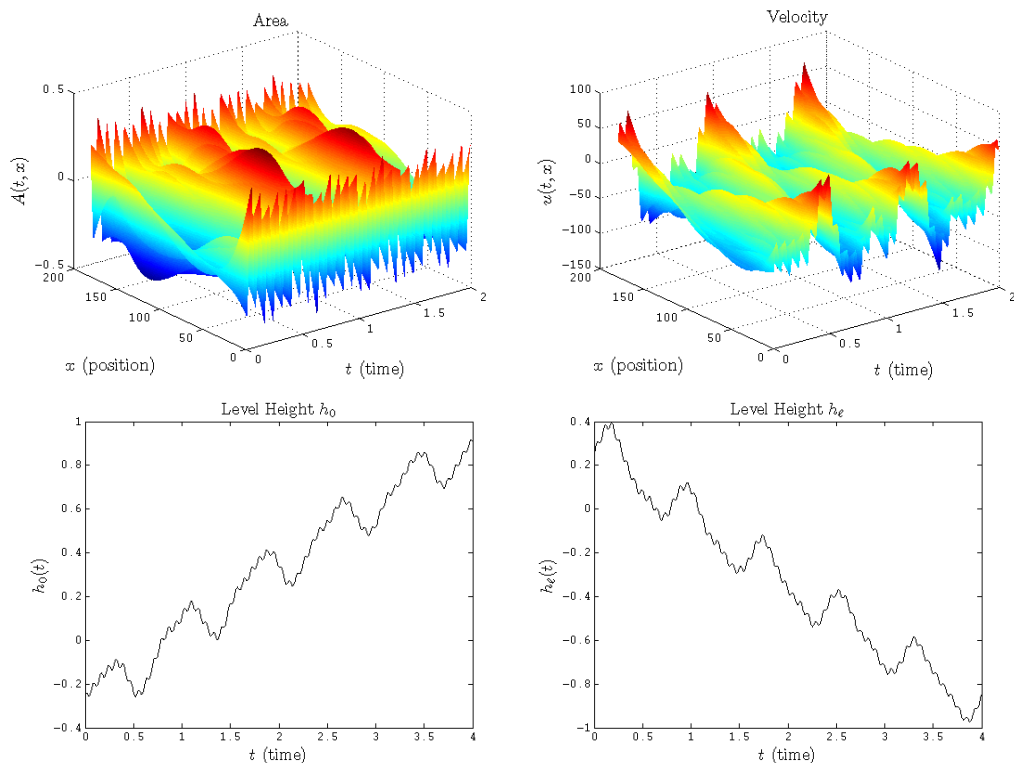 Area
0.5
0
−0.5
A(t, x)
200
150
100
50
0
x (position)
0
0.5
1
1.5
2
t (time)
Velocity
100
50
0
−50
−100
−150
u(t, x)
200
150
100
50
0
x (position)
0
0.5
1
1.5
2
t (time)
Level Height h₀
1
0.8
0.6
0.4
0.2
0
−0.2
−0.4
h₀(t)
0 0.5 1 1.5 2 2.5 3 3.5 4
t (time)
Level Height hℓ
0.4
0.2
0
−0.2
−0.4
−0.6
−0.8
−1
hℓ(t)
0 0.5 1 1.5 2 2.5 3 3.5 4
t (time)